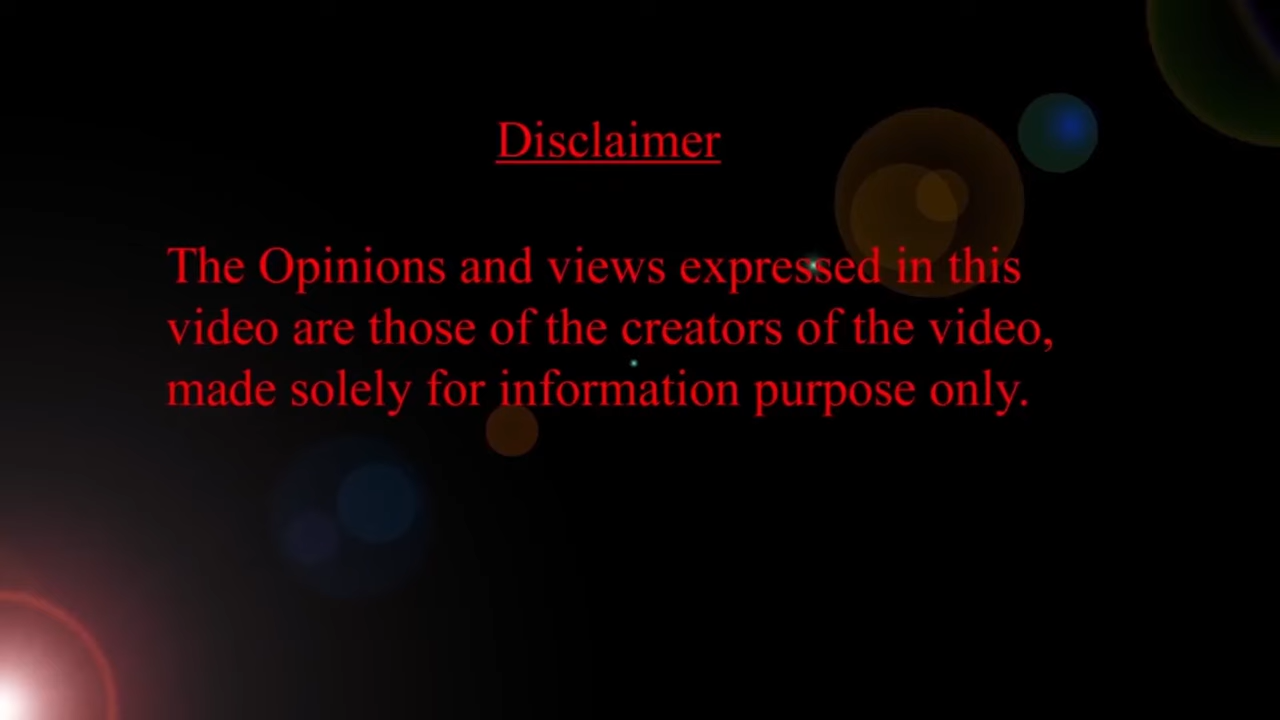 Disclaimer
The Opinions and views expressed in this
video are those of the creators of the video,
made solely for information purpose only.